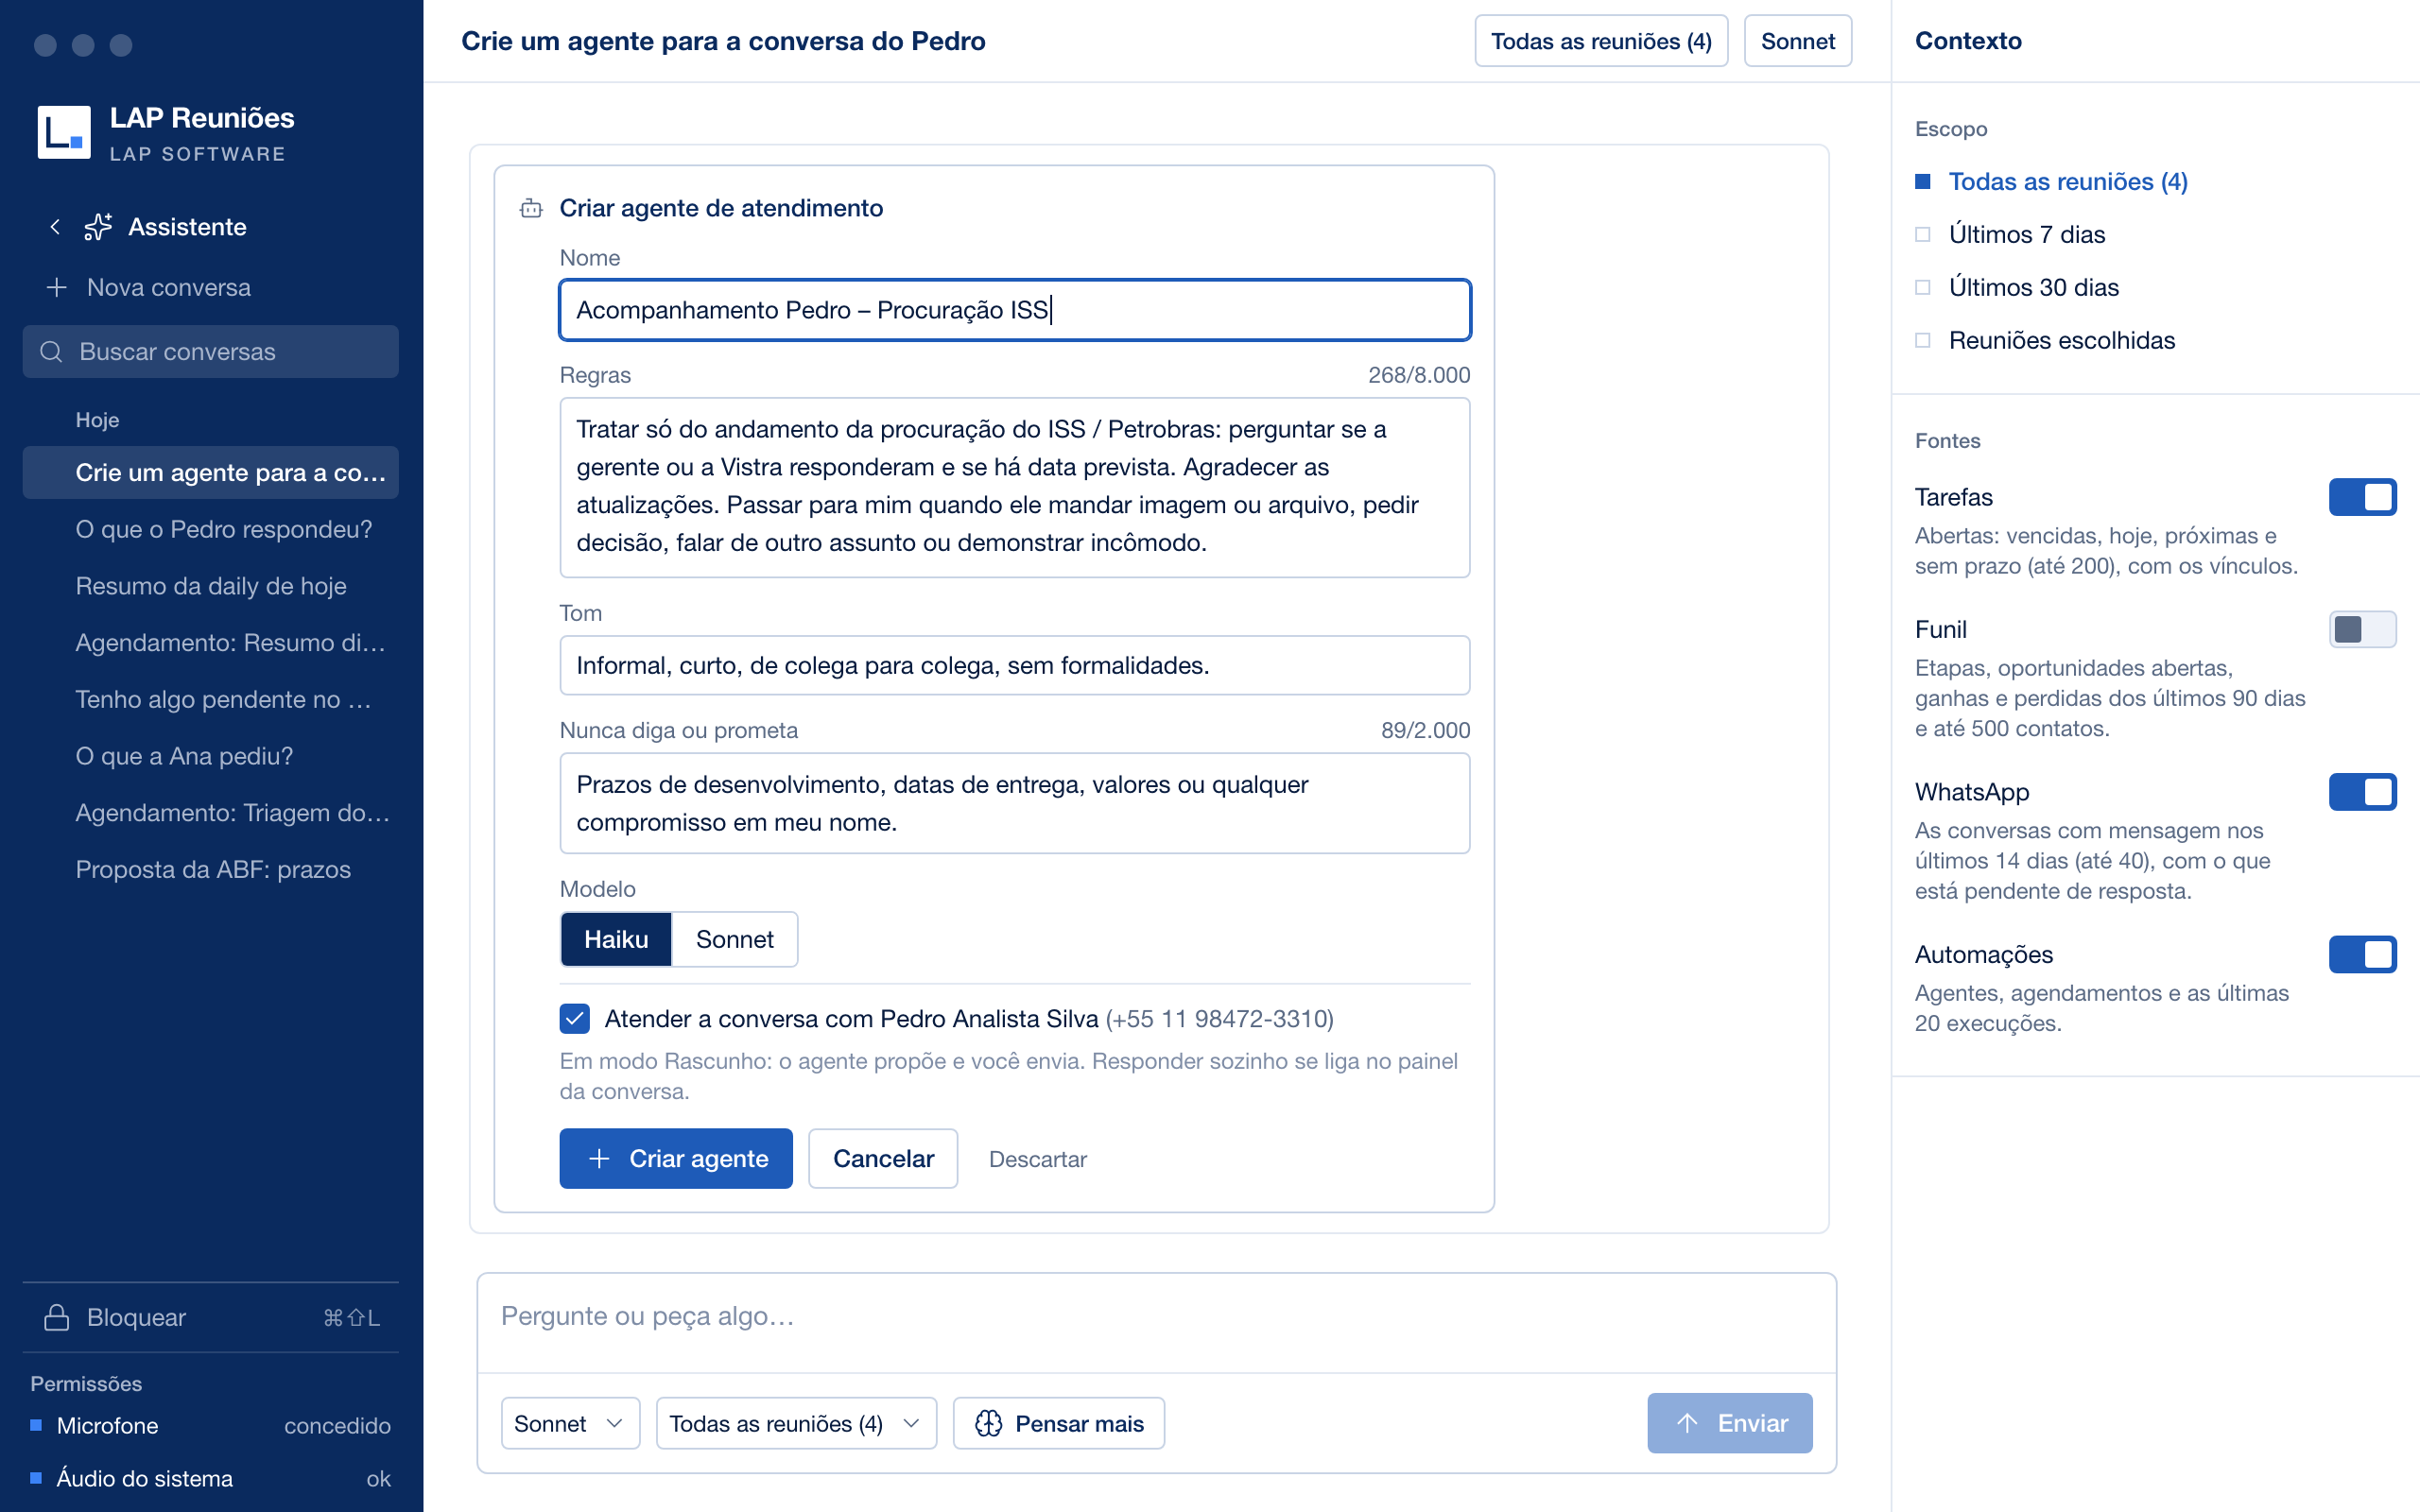 LAP Reuniões
LAP SOFTWARE
Assistente
Nova conversa
Buscar conversas
Hoje
Crie um agente para a co...
O que o Pedro respondeu?
Resumo da daily de hoje
Agendamento: Resumo di...
Tenho algo pendente no ...
O que a Ana pediu?
Agendamento: Triagem do...
Proposta da ABF: prazos
Bloquear ⌘⇧L
Permissões
Microfone concedido
Áudio do sistema ok
Crie um agente para a conversa do Pedro
Todas as reuniões (4)
Sonnet
Criar agente de atendimento
Nome
Acompanhamento Pedro – Procuração ISS
Regras 268/8.000
Tratar só do andamento da procuração do ISS / Petrobras: perguntar se a
gerente ou a Vistra responderam e se há data prevista. Agradecer as
atualizações. Passar para mim quando ele mandar imagem ou arquivo, pedir
decisão, falar de outro assunto ou demonstrar incômodo.
Tom
Informal, curto, de colega para colega, sem formalidades.
Nunca diga ou prometa 89/2.000
Prazos de desenvolvimento, datas de entrega, valores ou qualquer
compromisso em meu nome.
Modelo
Haiku Sonnet
Atender a conversa com Pedro Analista Silva (+55 11 98472-3310)
Em modo Rascunho: o agente propõe e você envia. Responder sozinho se liga no painel
da conversa.
Criar agente Cancelar Descartar
Pergunte ou peça algo...
Sonnet Todas as reuniões (4) Pensar mais Enviar
Contexto
Escopo
Todas as reuniões (4)
Últimos 7 dias
Últimos 30 dias
Reuniões escolhidas
Fontes
Tarefas
Abertas: vencidas, hoje, próximas e
sem prazo (até 200), com os vínculos.
Funil
Etapas, oportunidades abertas,
ganhas e perdidas dos últimos 90 dias
e até 500 contatos.
WhatsApp
As conversas com mensagem nos
últimos 14 dias (até 40), com o que
está pendente de resposta.
Automações
Agentes, agendamentos e as últimas
20 execuções.